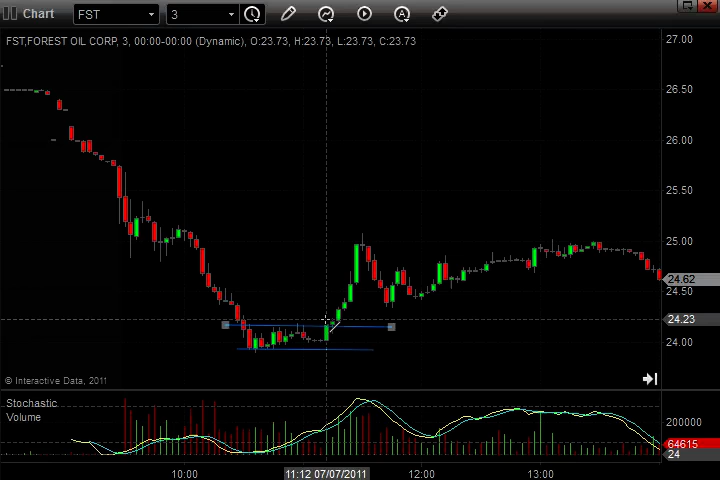 Chart FST 3 A
FST,FOREST OIL CORP, 3, 00:00-00:00 (Dynamic), O:23.73, H:23.73, L:23.73, C:23.73
27.00
26.50
26.00
25.50
25.00
24.62
24.50
24.23
24.00
© Interactive Data, 2011
Stochastic
Volume
200000
64615
24
10:00 11:12 07/07/2011 12:00 13:00